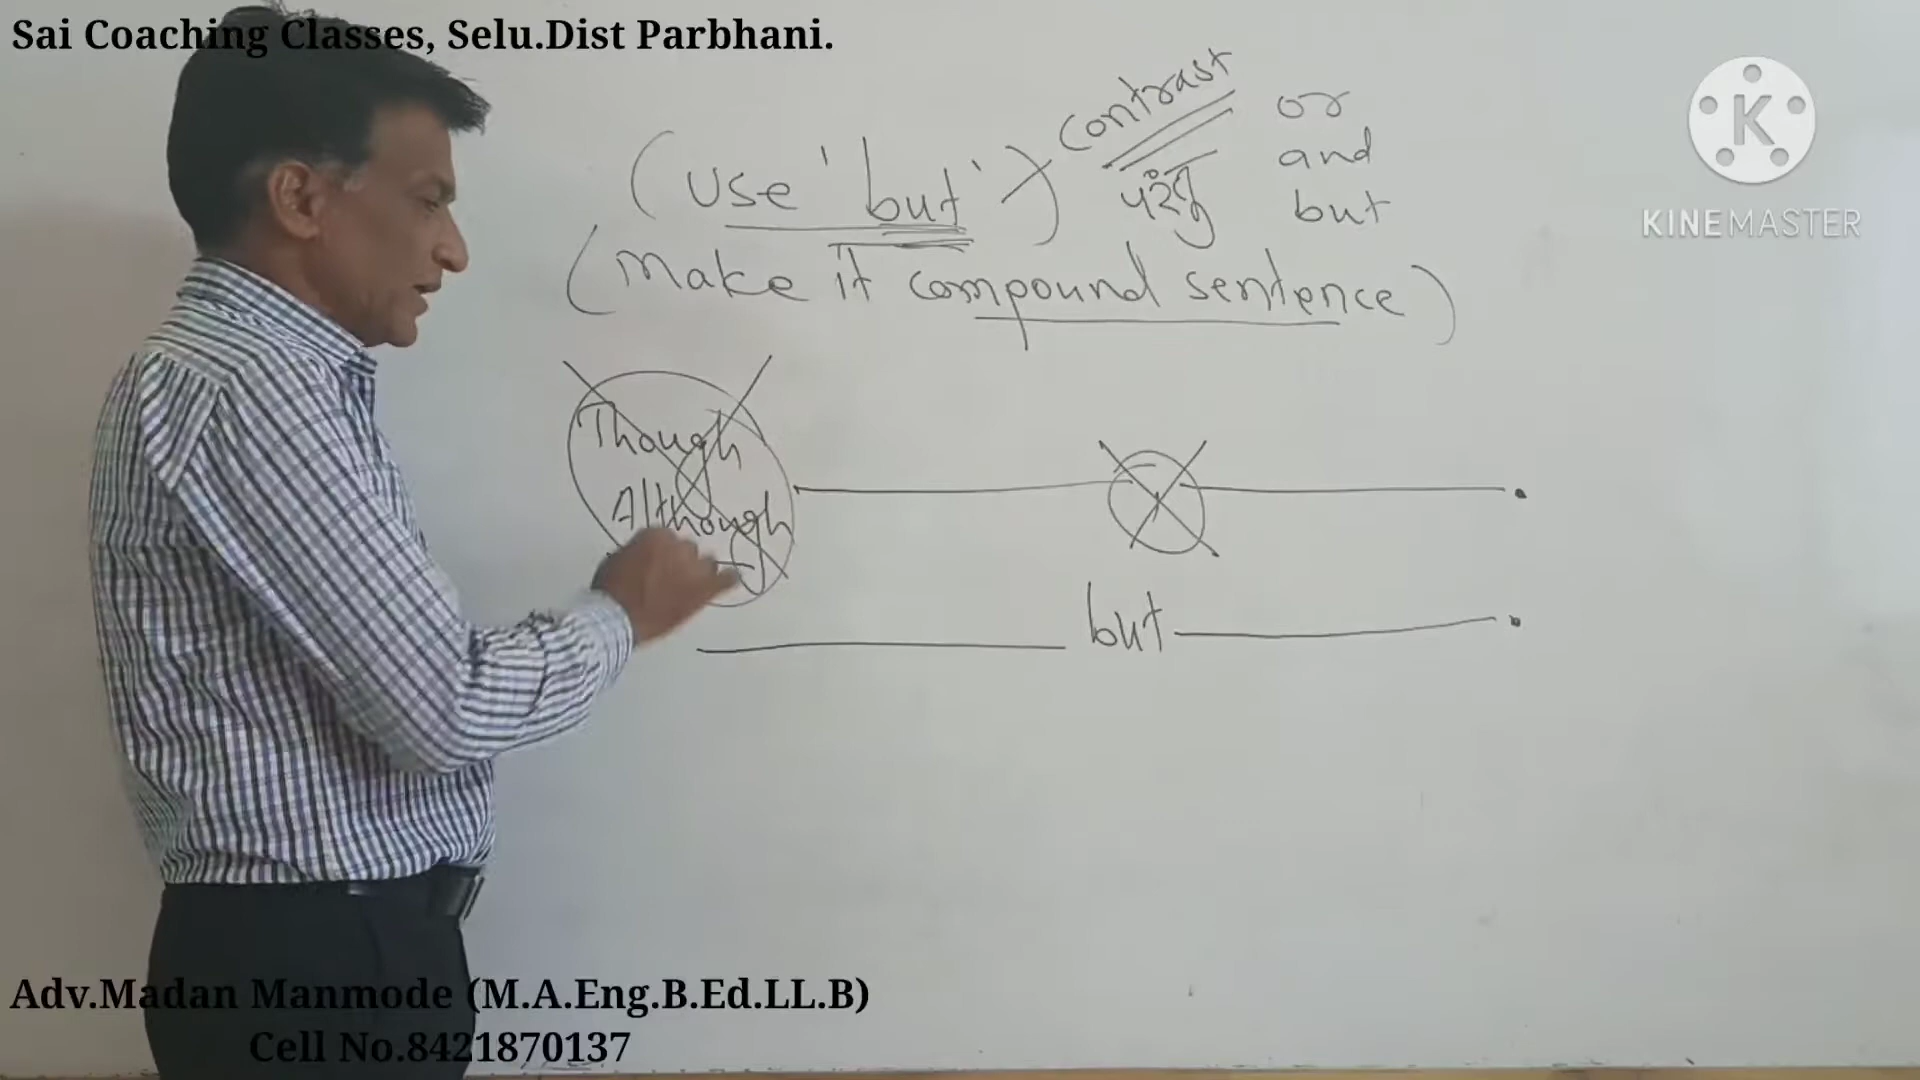 Sai Coaching Classes, Selu.Dist Parbhani.
Contrast
or
(use 'but')
परंतु
and
but
(make it compound sentence)
Though
Although
but
KINEMASTER
Adv.Madan Manmode (M.A.Eng.B.Ed.LL.B)
Cell No.8421870137